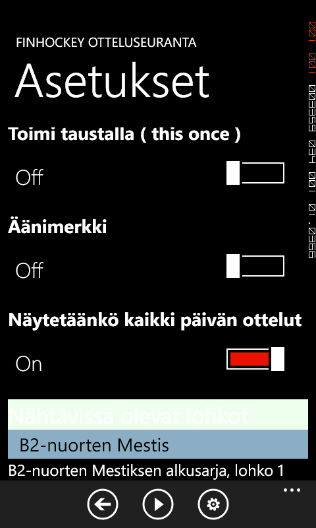 FINHOCKEY OTTELUSEURANTA
Asetukset
Toimi taustalla ( this once )
Off
Äänimerkki
Off
Näytetäänkö kaikki päivän ottelut
On
Nähtävissä olevat lohkot
B2-nuorten Mestis
B2-nuorten Mestiksen alkusarja, lohko 1